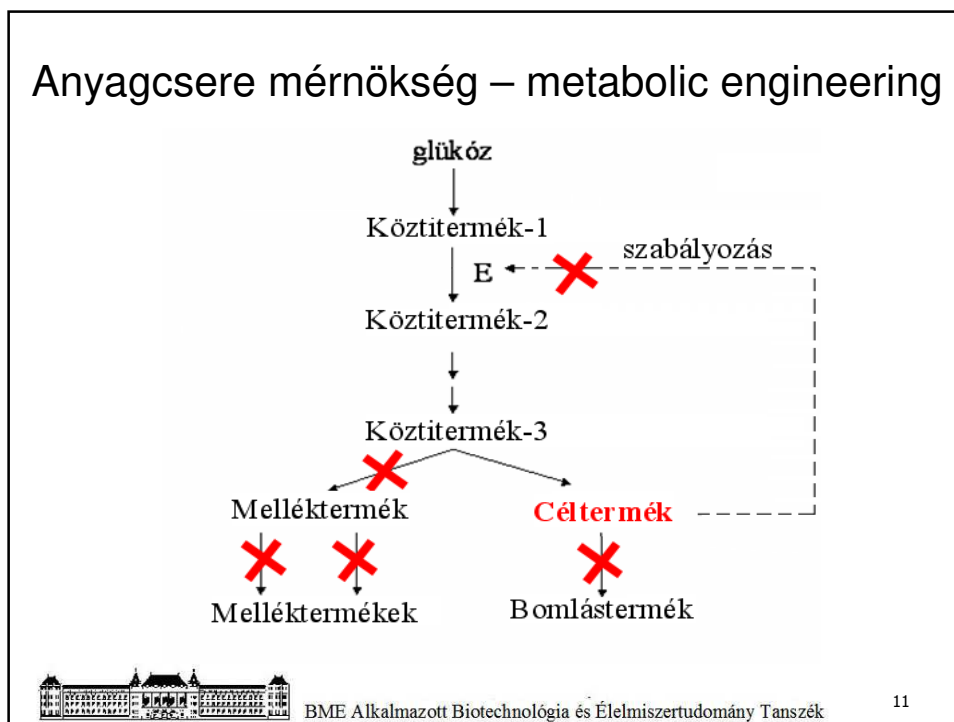 Anyagcsere mérnökség – metabolic engineering
glükóz
Köztitermék-1
szabályozás
E
Köztitermék-2
Köztitermék-3
Melléktermék
Céltermék
Melléktermékek
Bomlástermék
BME Alkalmazott Biotechnológia és Élelmiszertudomány Tanszék
11